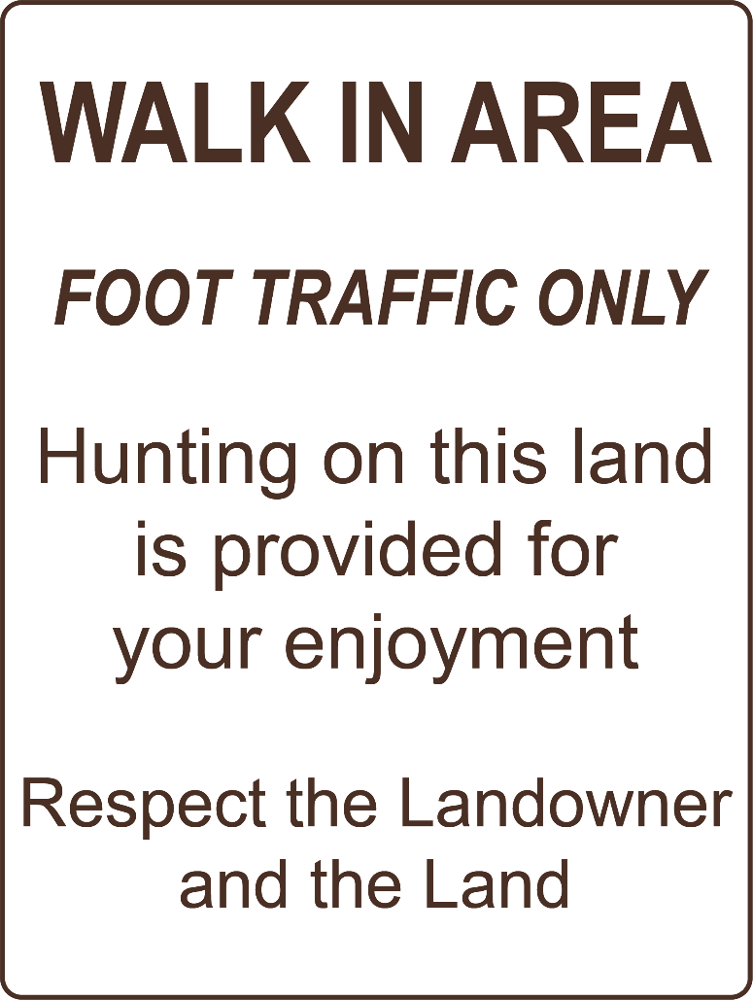 WALK IN AREA
FOOT TRAFFIC ONLY
Hunting on this land
is provided for
your enjoyment
Respect the Landowner
and the Land